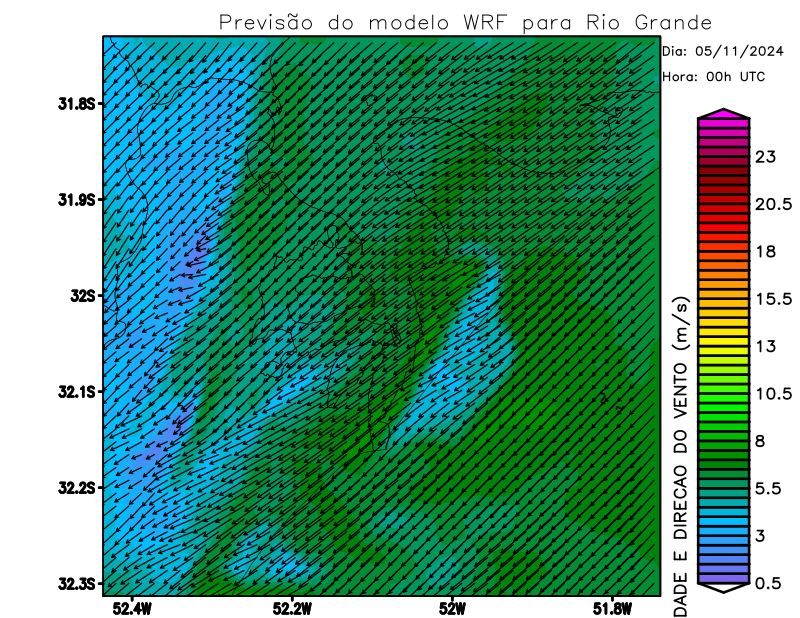 Previsão do modelo WRF para Rio Grande
Dia: 05/11/2024
Hora: 00h UTC
31.8S
31.9S
32S
32.1S
32.2S
32.3S
52.4W
52.2W
52W
51.8W
23
20.5
18
15.5
13
10.5
8
5.5
3
0.5
DADE E DIRECAO DO VENTO (m/s)